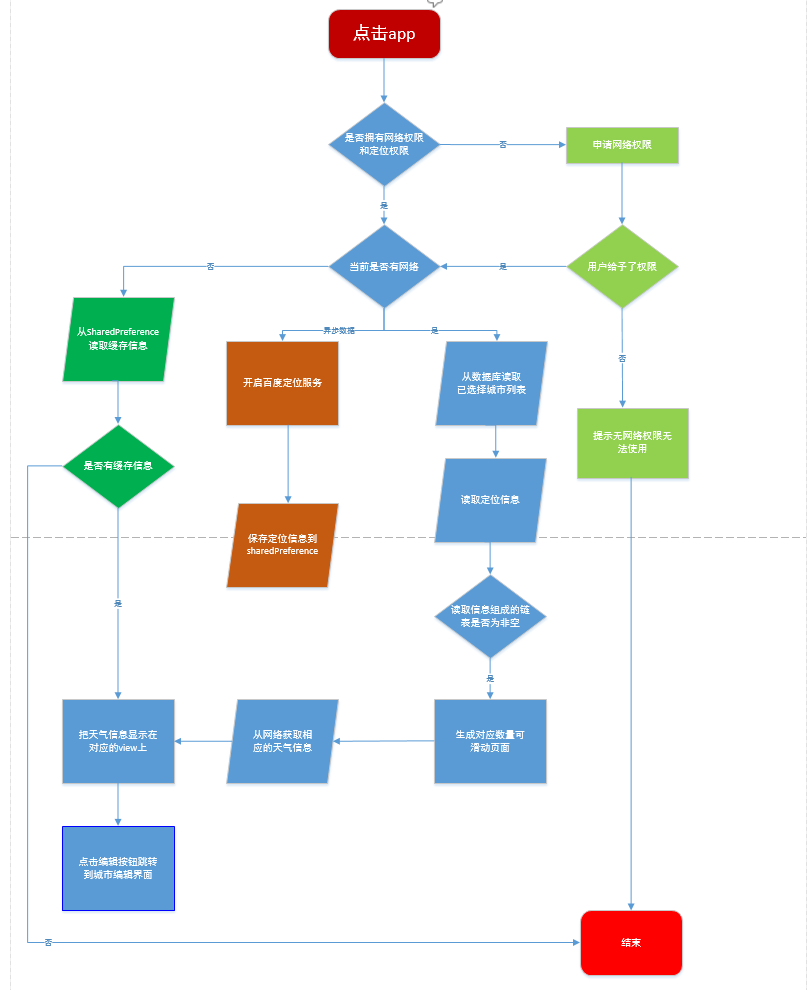 点击app
是否拥有网络权限
和定位权限
否
申请网络权限
是
当前是否有网络
是
用户给予了权限
否
从SharedPreference
读取缓存信息
异步数据
是
开启百度定位服务
从数据库读取
已选择城市列表
否
提示无网络权限无
法使用
是否有缓存信息
读取定位信息
保存定位信息到
sharedPreference
是
读取信息组成的链
表是否为非空
是
把天气信息显示在
对应的view上
从网络获取相
应的天气信息
生成对应数量可
滑动页面
点击编辑按钮跳转
到城市编辑界面
否
结束